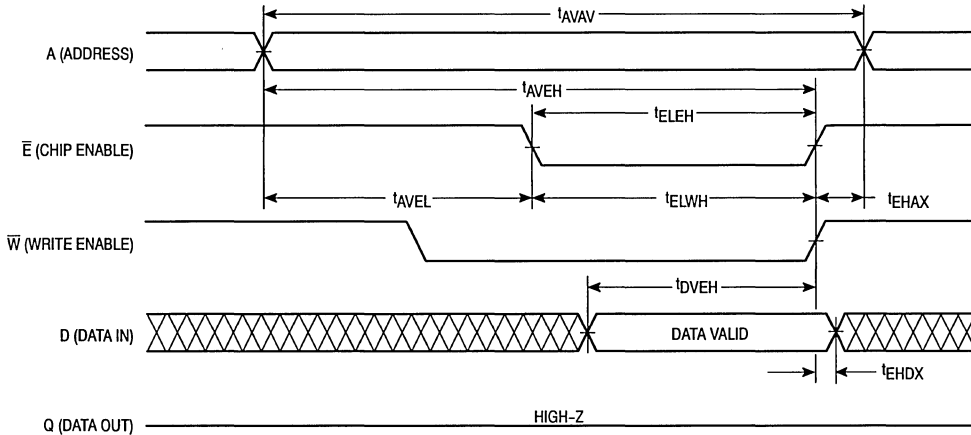 tAVAV
A (ADDRESS)
tAVEH
tELEH
E̅ (CHIP ENABLE)
tAVEL
tELWH
tEHAX
W̅ (WRITE ENABLE)
tDVEH
D (DATA IN)
DATA VALID
tEHDX
HIGH–Z
Q (DATA OUT)